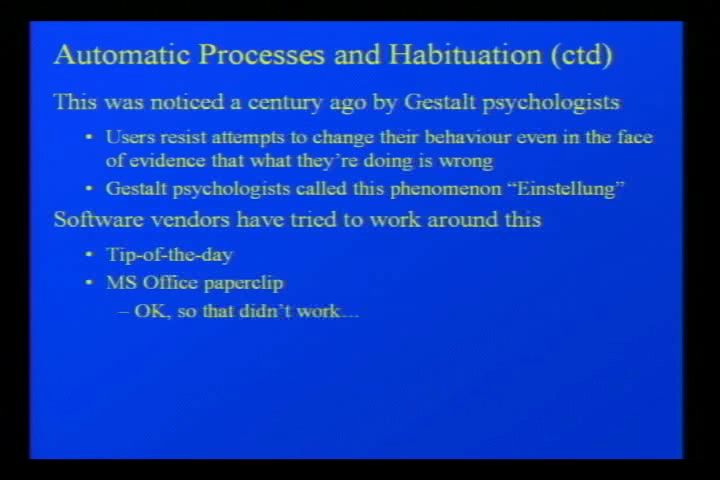 Automatic Processes and Habituation (ctd)
This was noticed a century ago by Gestalt psychologists
• Users resist attempts to change their behaviour even in the face
of evidence that what they're doing is wrong
• Gestalt psychologists called this phenomenon “Einstellung”
Software vendors have tried to work around this
• Tip-of-the-day
• MS Office paperclip
– OK, so that didn't work…